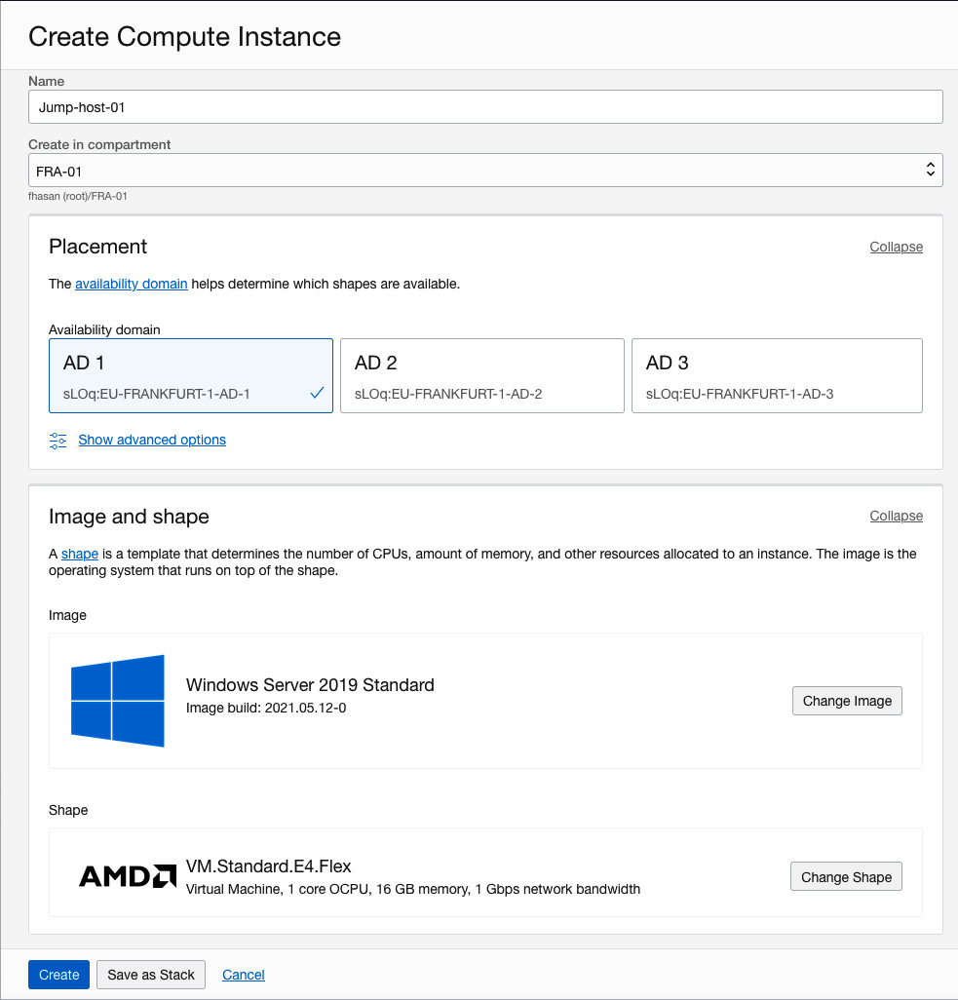 Create Compute Instance
Name
Jump-host-01
Create in compartment
FRA-01
fhasan (root)/FRA-01
Placement
Collapse
The availability domain helps determine which shapes are available.
Availability domain
AD 1
sLOq:EU-FRANKFURT-1-AD-1
AD 2
sLOq:EU-FRANKFURT-1-AD-2
AD 3
sLOq:EU-FRANKFURT-1-AD-3
Show advanced options
Image and shape
Collapse
A shape is a template that determines the number of CPUs, amount of memory, and other resources allocated to an instance. The image is the
operating system that runs on top of the shape.
Image
Windows Server 2019 Standard
Image build: 2021.05.12-0
Change Image
Shape
AMD
VM.Standard.E4.Flex
Virtual Machine, 1 core OCPU, 16 GB memory, 1 Gbps network bandwidth
Change Shape
Create
Save as Stack
Cancel